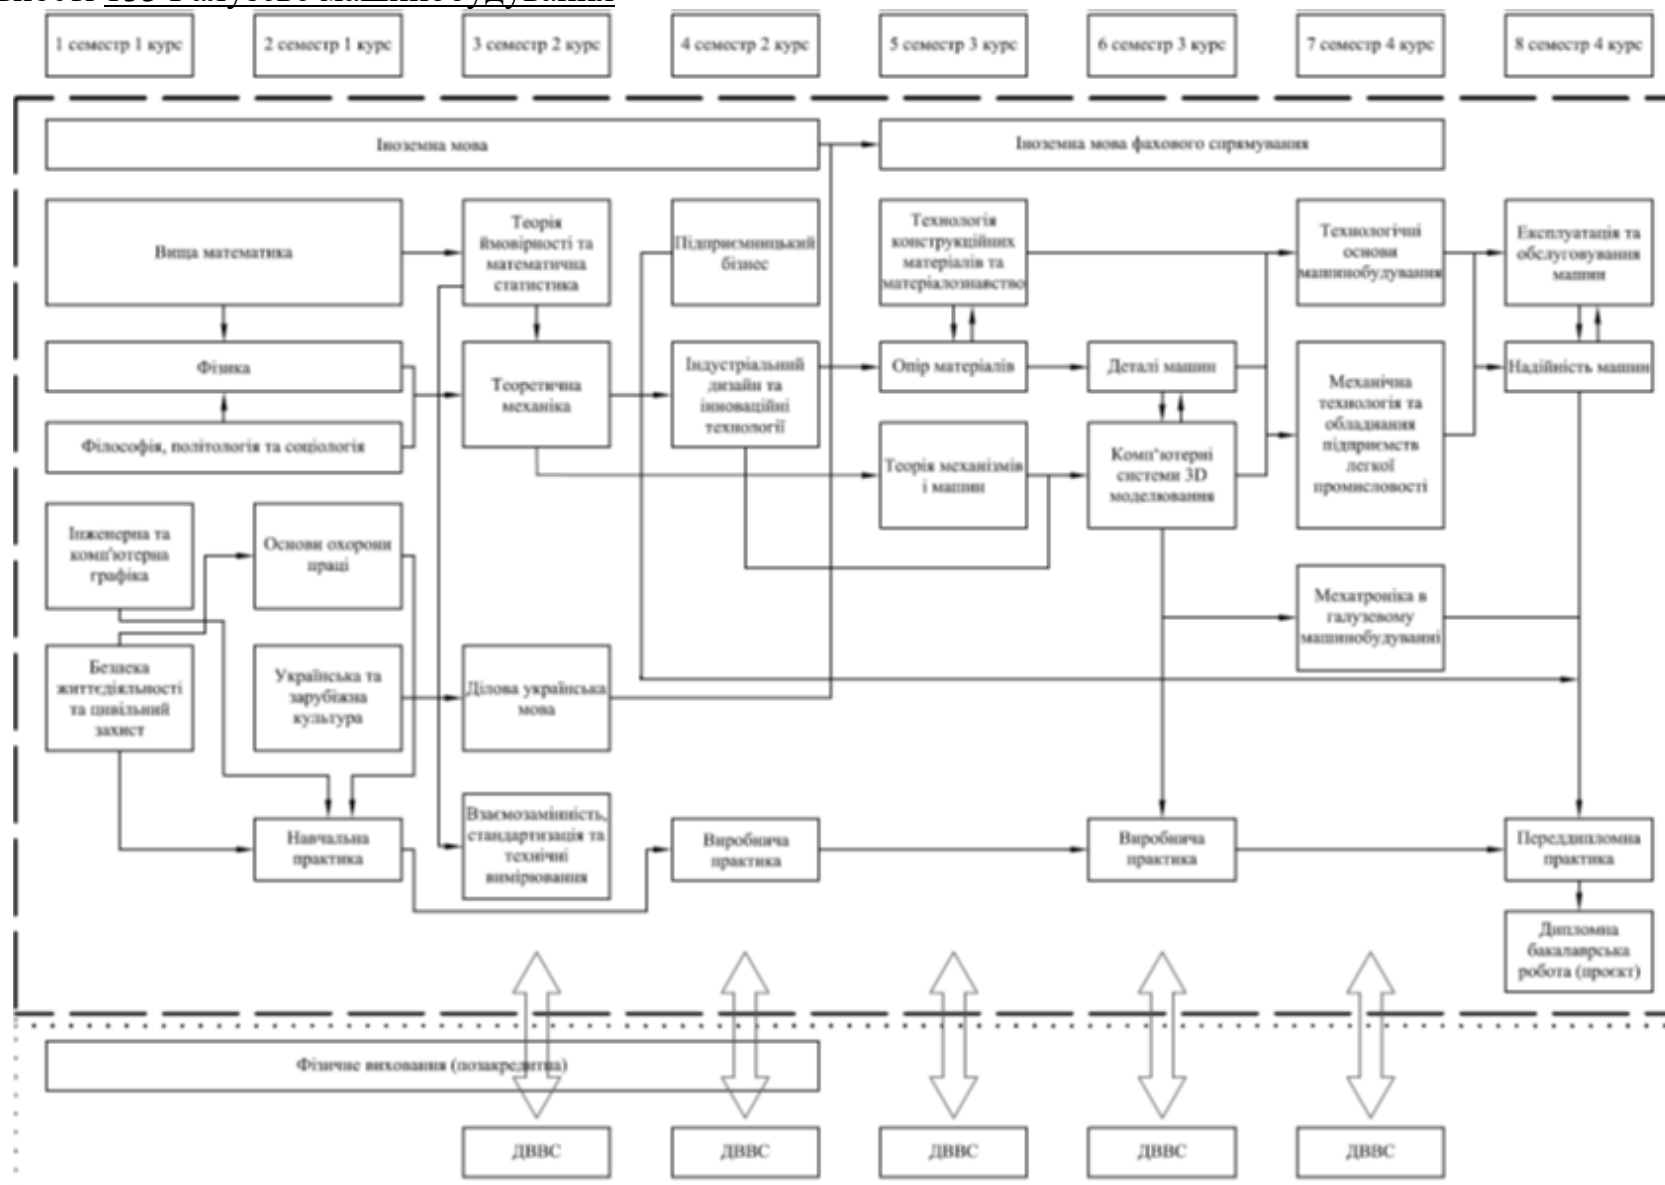 133 Галузеве машинобудування
1 семестр 1 курс
2 семестр 1 курс
3 семестр 2 курс
4 семестр 2 курс
5 семестр 3 курс
6 семестр 3 курс
7 семестр 4 курс
8 семестр 4 курс
Іноземна мова
Іноземна мова фахового спрямування
Вища математика
Теорія
ймовірності та
математична
статистика
Підприємницький
бізнес
Технологія
конструкційних
матеріалів та
матеріалознавство
Технологічні
основи
машинобудування
Експлуатація та
обслуговування
машин
Фізика
Філософія, політологія та соціологія
Теоретична
механіка
Індустріальний
дизайн та
інноваційні
технології
Опір матеріалів
Деталі машин
Механічна
технологія та
обладнання
підприємств
легкої
промисловості
Надійність машин
Теорія механізмів
і машин
Комп'ютерні
системи 3D
моделювання
Інженерна та
комп'ютерна
графіка
Основи охорони
праці
Мехатроніка в
галузевому
машинобудуванні
Безпека
життєдіяльності
та цивільний
захист
Українська та
зарубіжна
культура
Ділова українська
мова
Навчальна
практика
Взаємозамінність,
стандартизація та
технічні
вимірювання
Виробнича
практика
Виробнича
практика
Переддипломна
практика
Дипломна
бакалаврська
робота (проєкт)
Фізичне виховання (позакредитна)
ДВВС
ДВВС
ДВВС
ДВВС
ДВВС